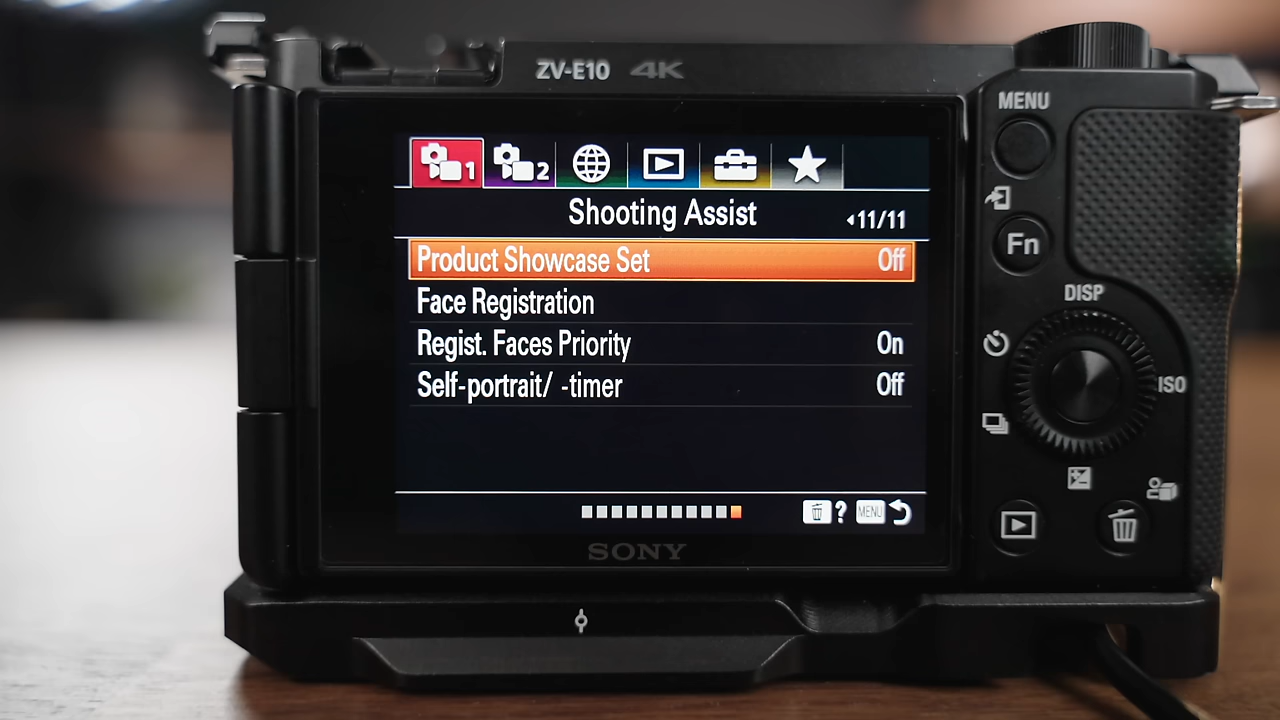 ZV-E10 4K
MENU
1 2
Shooting Assist 11/11
Product Showcase Set Off
Fn
Face Registration
DISP
Regist. Faces Priority On
Self-portrait/ -timer Off
ISO
? MENU
SONY